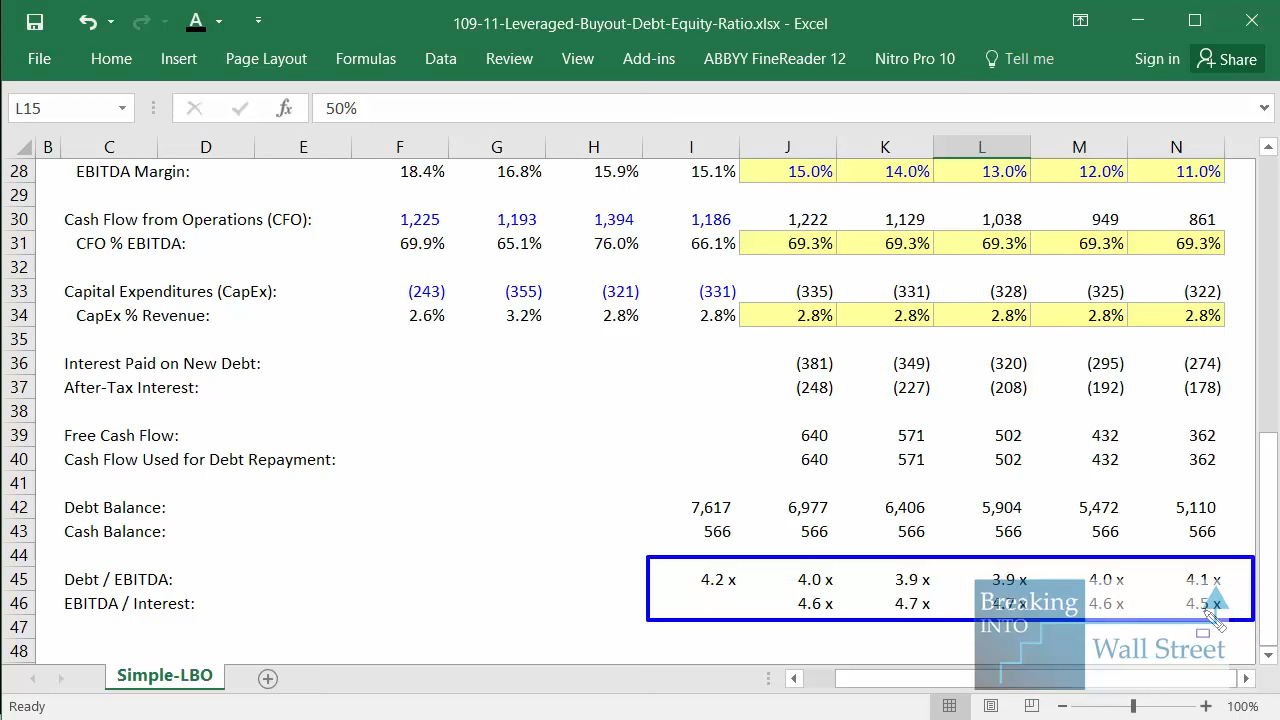 109-11-Leveraged-Buyout-Debt-Equity-Ratio.xlsx - Excel
File Home Insert Page Layout Formulas Data Review View Add-ins ABBYY FineReader 12 Nitro Pro 10 Tell me Sign in Share
L15 fx 50%
B C D E F G H I J K L M N
28 EBITDA Margin: 18.4% 16.8% 15.9% 15.1% 15.0% 14.0% 13.0% 12.0% 11.0%
29
30 Cash Flow from Operations (CFO): 1,225 1,193 1,394 1,186 1,222 1,129 1,038 949 861
31 CFO % EBITDA: 69.9% 65.1% 76.0% 66.1% 69.3% 69.3% 69.3% 69.3% 69.3%
32
33 Capital Expenditures (CapEx): (243) (355) (321) (331) (335) (331) (328) (325) (322)
34 CapEx % Revenue: 2.6% 3.2% 2.8% 2.8% 2.8% 2.8% 2.8% 2.8% 2.8%
35
36 Interest Paid on New Debt: (381) (349) (320) (295) (274)
37 After-Tax Interest: (248) (227) (208) (192) (178)
38
39 Free Cash Flow: 640 571 502 432 362
40 Cash Flow Used for Debt Repayment: 640 571 502 432 362
41
42 Debt Balance: 7,617 6,977 6,406 5,904 5,472 5,110
43 Cash Balance: 566 566 566 566 566 566
44
45 Debt / EBITDA: 4.2 x 4.0 x 3.9 x 3.9 x 4.0 x 4.1 x
46 EBITDA / Interest: 4.6 x 4.7 x 4.7 x 4.6 x 4.5 x
47
48
Breaking
INTO
Wall Street
Simple-LBO
Ready 100%